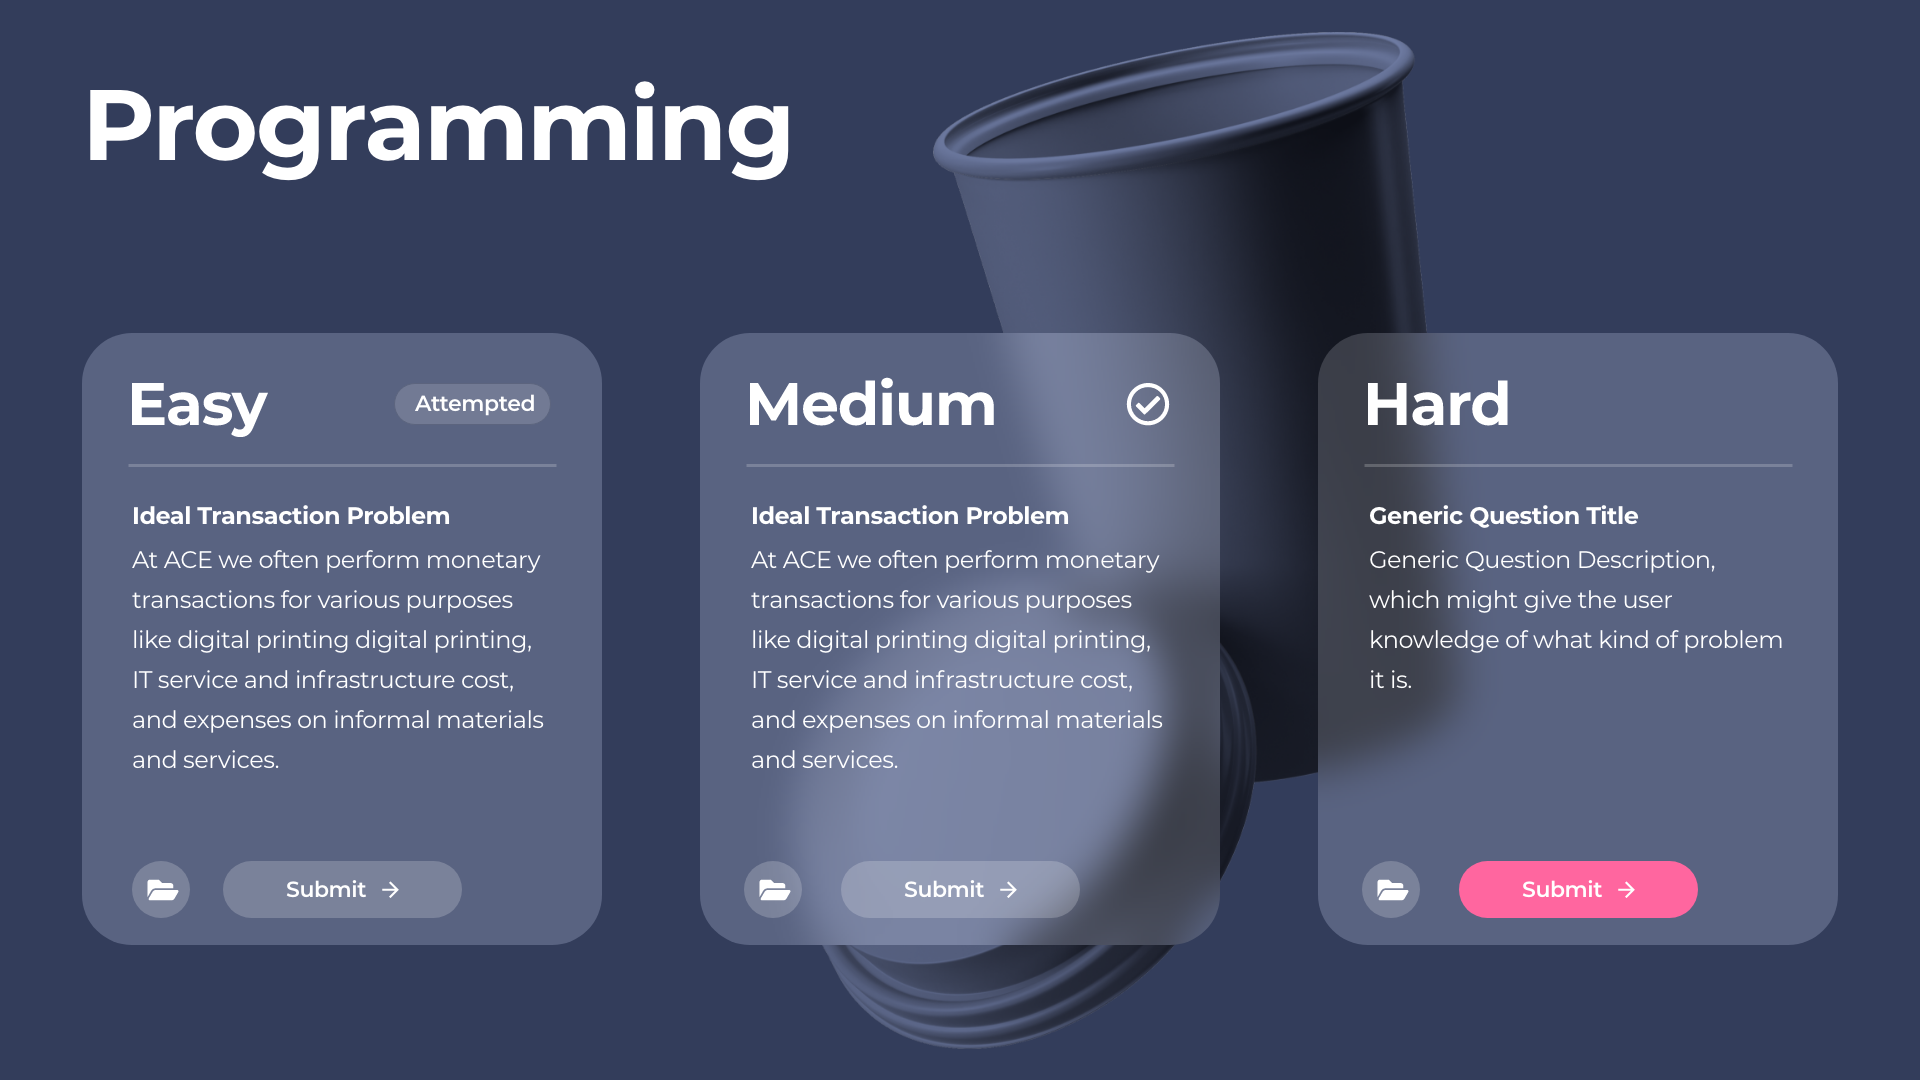 Programming
Easy
Attempted
Ideal Transaction Problem
At ACE we often perform monetary
transactions for various purposes
like digital printing digital printing,
IT service and infrastructure cost,
and expenses on informal materials
and services.
Submit
Medium
Ideal Transaction Problem
At ACE we often perform monetary
transactions for various purposes
like digital printing digital printing,
IT service and infrastructure cost,
and expenses on informal materials
and services.
Submit
Hard
Generic Question Title
Generic Question Description,
which might give the user
knowledge of what kind of problem
it is.
Submit